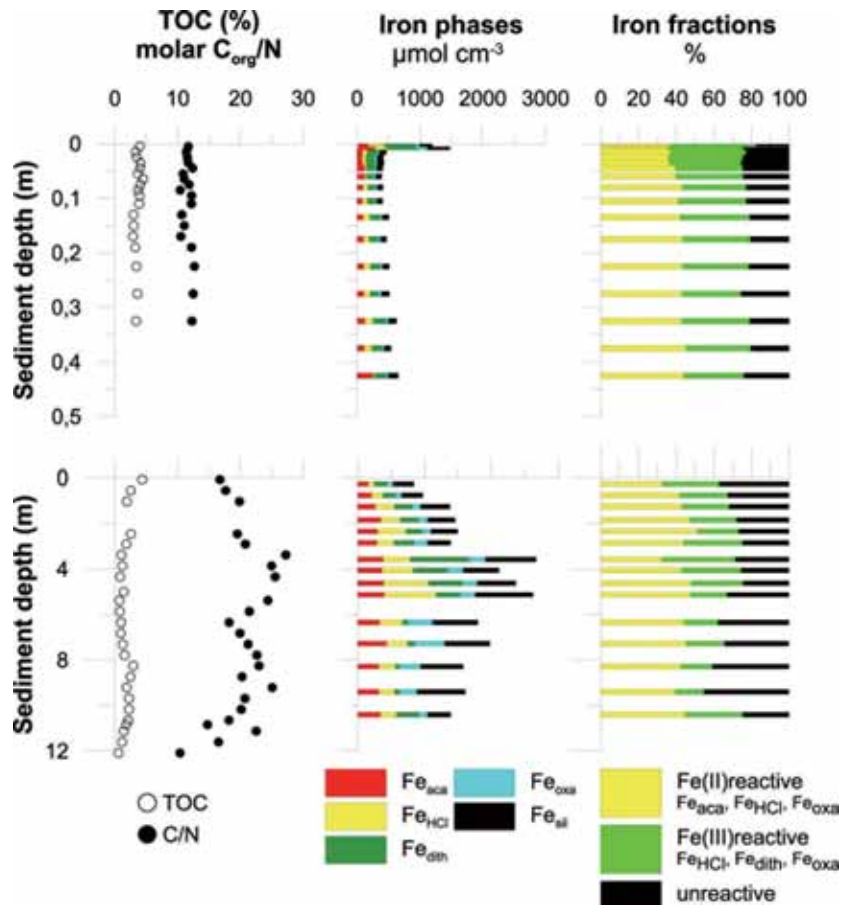 TOC (%)
molar Corg/N
0 10 20 30
Iron phases
µmol cm-3
0 1000 2000 3000
Iron fractions
%
0 20 40 60 80 100
Sediment depth (m)
0
0,1
0,2
0,3
0,4
0,5
Sediment depth (m)
0
4
8
12
TOC
C/N
Feaca
FeHCl
Fedith
Feoxa
Fesil
Fe(II)reactive
Feaca, FeHCl, Feoxa
Fe(III)reactive
FeHCl, Fedith, Feoxa
unreactive